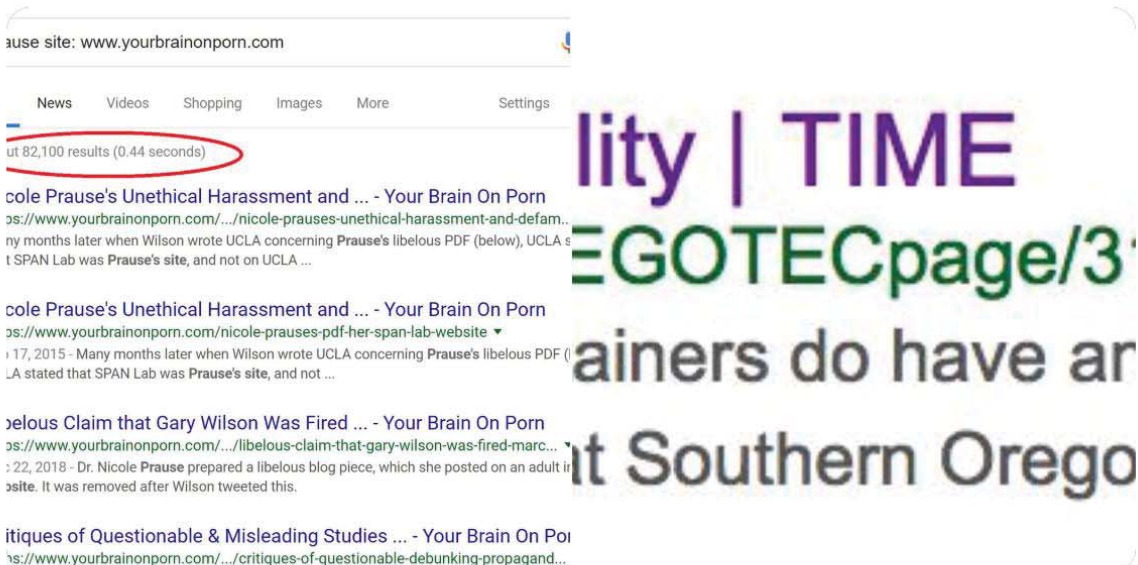 ause site: www.yourbrainonporn.com
News Videos Shopping Images More Settings
ut 82,100 results (0.44 seconds)
cole Prause's Unethical Harassment and ... - Your Brain On Porn
ps://www.yourbrainonporn.com/.../nicole-prauses-unethical-harassment-and-defam...
ny months later when Wilson wrote UCLA concerning Prause's libelous PDF (below), UCLA s
t SPAN Lab was Prause's site, and not on UCLA ...
cole Prause's Unethical Harassment and ... - Your Brain On Porn
ps://www.yourbrainonporn.com/nicole-prauses-pdf-her-span-lab-website
17, 2015 - Many months later when Wilson wrote UCLA concerning Prause's libelous PDF (
LA stated that SPAN Lab was Prause's site, and not ...
belous Claim that Gary Wilson Was Fired ... - Your Brain On Porn
ps://www.yourbrainonporn.com/.../libelous-claim-that-gary-wilson-was-fired-marc...
22, 2018 - Dr. Nicole Prause prepared a libelous blog piece, which she posted on an adult in
osite. It was removed after Wilson tweeted this.
itiques of Questionable & Misleading Studies ... - Your Brain On Por
ps://www.yourbrainonporn.com/.../critiques-of-questionable-debunking-propagand...
lity | TIME
EGOTECpage/31
ainers do have an
at Southern Orego